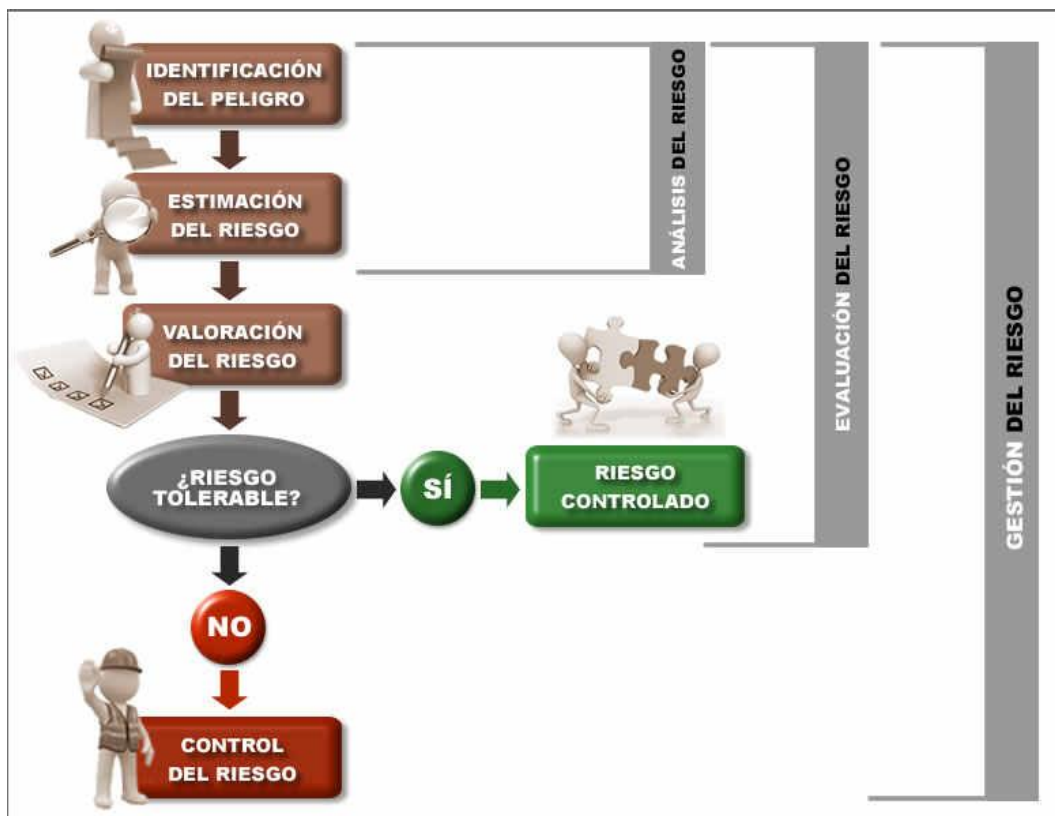 IDENTIFICACIÓN
DEL PELIGRO
ESTIMACIÓN
DEL RIESGO
VALORACIÓN
DEL RIESGO
¿RIESGO
TOLERABLE?
SÍ
RIESGO
CONTROLADO
NO
CONTROL
DEL RIESGO
ANÁLISIS DEL RIESGO
EVALUACIÓN DEL RIESGO
GESTIÓN DEL RIESGO